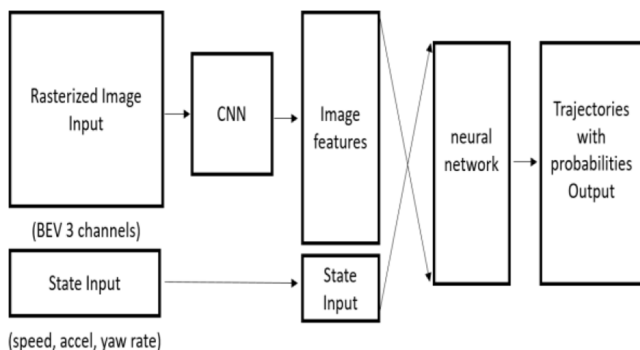 Rasterized Image
Input
CNN
Image
features
neural
network
Trajectories
with
probabilities
Output
(BEV 3 channels)
State Input
State
Input
(speed, accel, yaw rate)